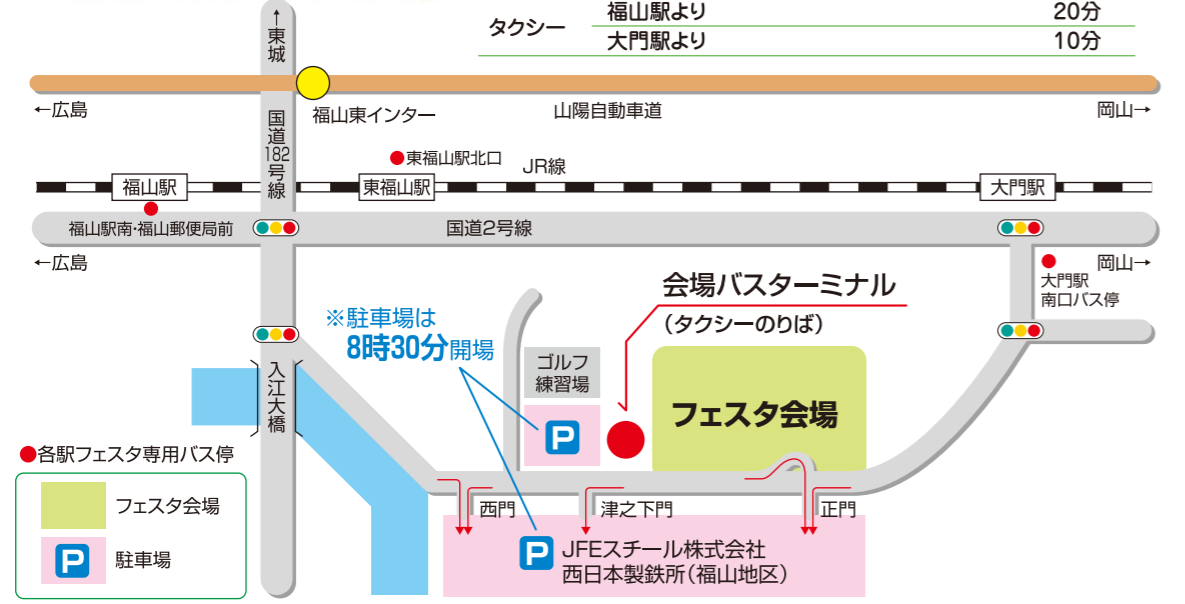 福山駅より 20分
タクシー
大門駅より 10分
↑東城
←広島
福山東インター
山陽自動車道
岡山→
国道182号線
東福山駅北口
JR線
福山駅
東福山駅
大門駅
福山駅南・福山郵便局前
国道2号線
←広島
岡山→
大門駅
南口バス停
会場バスターミナル
(タクシーのりば)
※駐車場は
8時30分開場
ゴルフ
練習場
フェスタ会場
P
入江大橋
各駅フェスタ専用バス停
フェスタ会場
P 駐車場
西門
津之下門
正門
P JFEスチール株式会社
西日本製鉄所(福山地区)